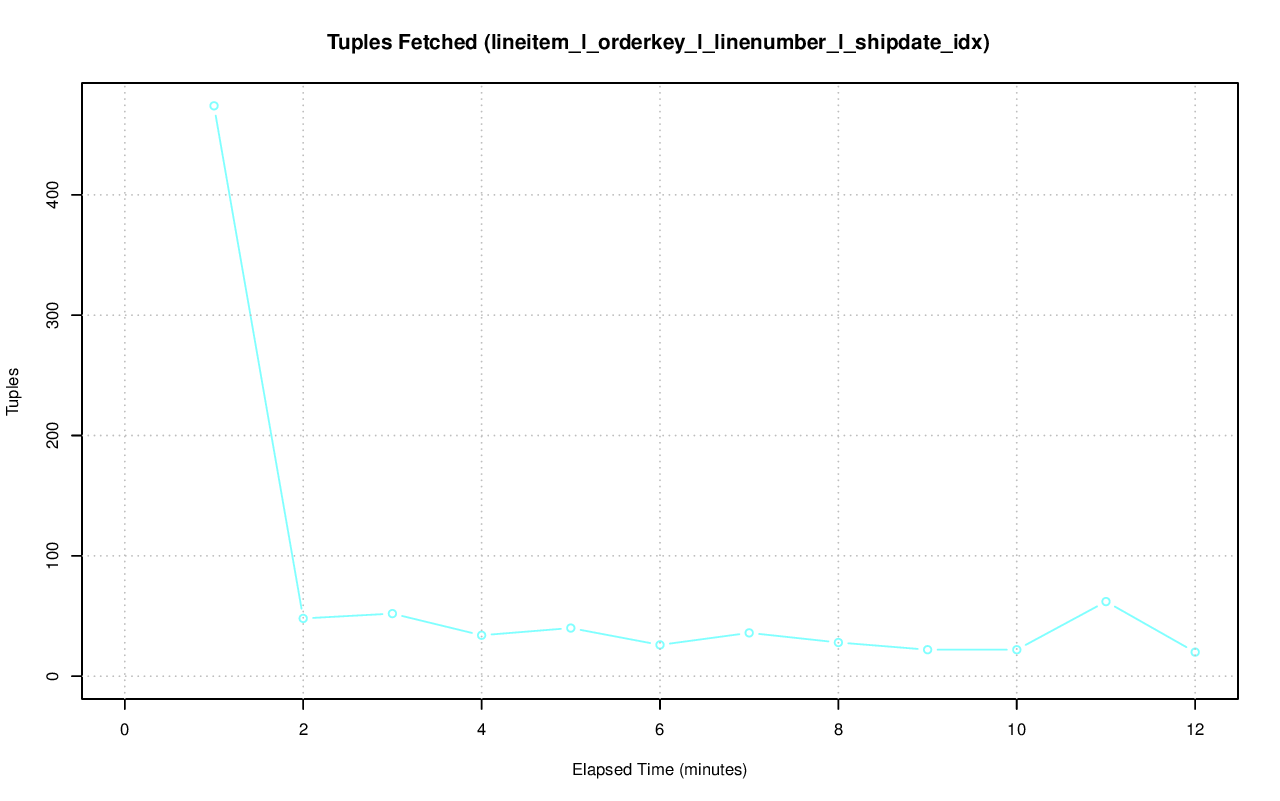 Tuples Fetched (lineitem_l_orderkey_l_linenumber_l_shipdate_idx)
Tuples
400
300
200
100
0
0 2 4 6 8 10 12
Elapsed Time (minutes)